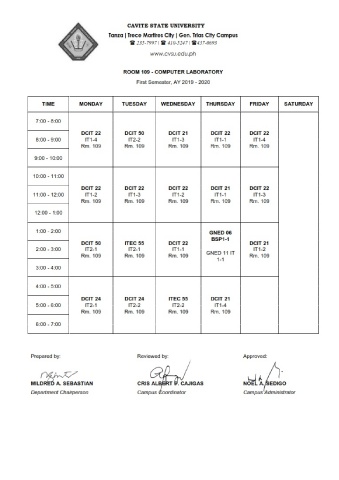 CAVITE STATE UNIVERSITY
Tanza | Trece Martires City | Gen. Trias City Campus
☎ 235-7997 / ☎ 410-5247 / ☎437-0693
www.cvsu.edu.ph
ROOM 109 - COMPUTER LABORATORY
First Semester, AY 2019 - 2020
TIME MONDAY TUESDAY WEDNESDAY THURSDAY FRIDAY SATURDAY
7:00 - 8:00
8:00 - 9:00
9:00 - 10:00
DCIT 22 DCIT 50 DCIT 21 DCIT 22 DCIT 22
IT1-4 IT2-2 IT1-3 IT1-1 IT1-4
Rm. 109 Rm. 109 Rm. 109 Rm. 109 Rm. 109
10:00 - 11:00
11:00 - 12:00
12:00 - 1:00
DCIT 22 DCIT 22 DCIT 22 DCIT 21 DCIT 22
IT1-2 IT1-3 IT1-2 IT1-1 IT1-3
Rm. 109 Rm. 109 Rm. 109 Rm. 109 Rm. 109
1:00 - 2:00
2:00 - 3:00
3:00 - 4:00
DCIT 50 ITEC 55 DCIT 22 GNED 06 DCIT 21
IT2-1 IT2-1 IT1-1 BSP1-1 IT1-2
Rm. 109 Rm. 109 Rm. 109 GNED 11 IT Rm. 109
1-1
4:00 - 5:00
5:00 - 6:00
6:00 - 7:00
DCIT 24 DCIT 24 ITEC 55 DCIT 21
IT2-1 IT2-2 IT2-2 IT1-4
Rm. 109 Rm. 109 Rm. 109 Rm. 109
Prepared by: Reviewed by: Approved:
MILDRED A. SEBASTIAN CRIS ALBERT P. CAJIGAS NOEL A. SEDIGO
Department Chairperson Campus Coordinator Campus Administrator